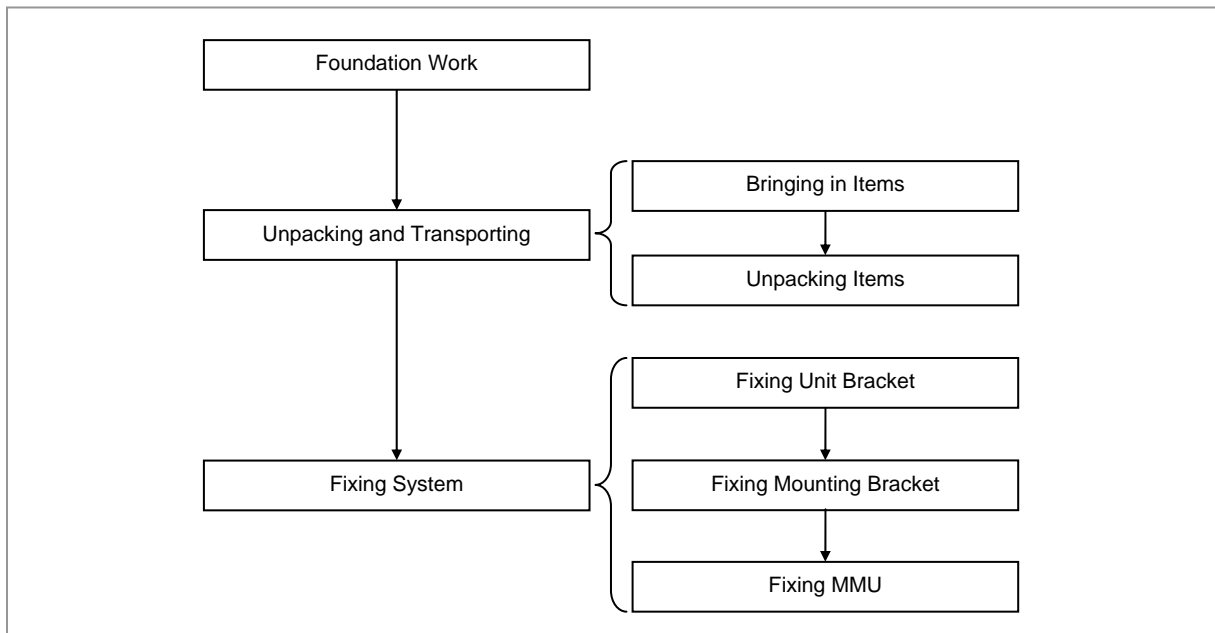 Foundation Work
Unpacking and Transporting
Bringing in Items
Unpacking Items
Fixing System
Fixing Unit Bracket
Fixing Mounting Bracket
Fixing MMU